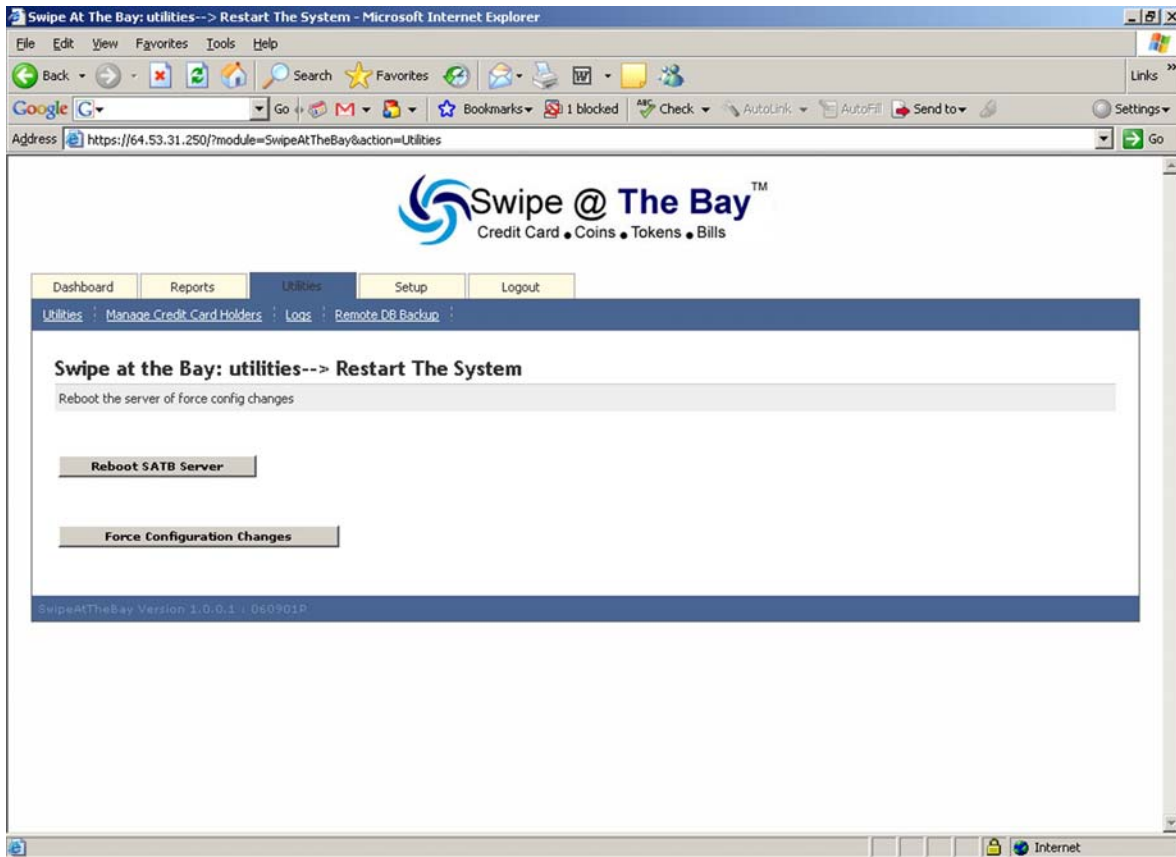 Swipe At The Bay: utilities--> Restart The System - Microsoft Internet Explorer
File Edit View Favorites Tools Help
Back Search Favorites
Links »
Google G Go Bookmarks 1 blocked ABC Check AutoLink AutoFill Send to Settings
Address https://64.53.31.250/?module=SwipeAtTheBay&action=Utilities Go
Swipe @ The Bay™
Credit Card • Coins • Tokens • Bills
Dashboard Reports Utilities Setup Logout
Utilities Manage Credit Card Holders Logs Remote DB Backup
Swipe at the Bay: utilities--> Restart The System
Reboot the server of force config changes
Reboot SATB Server
Force Configuration Changes
SwipeAtTheBay Version 1.0.0.1 : 060901P
Internet